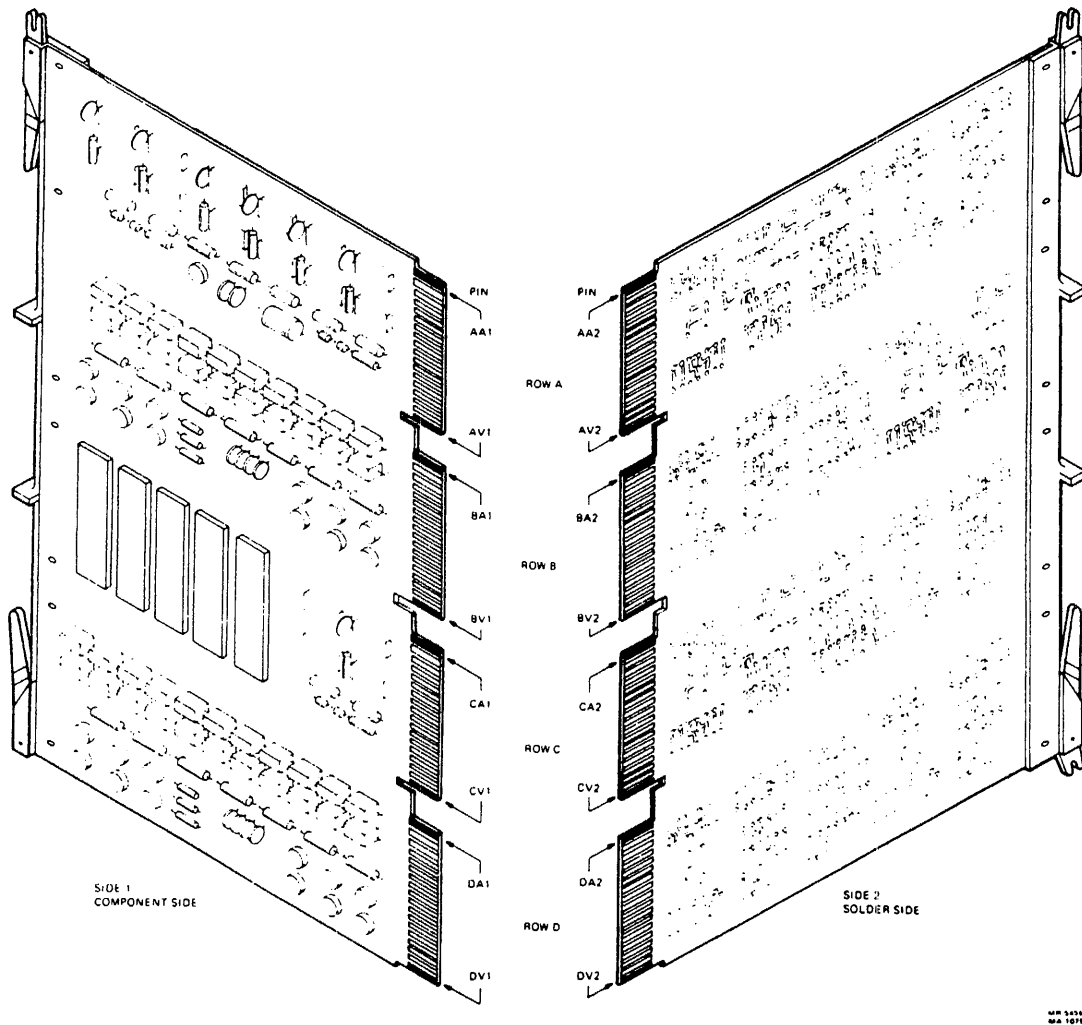 PIN
PIN
AA1
AA2
ROW A
AV1
AV2
BA1
BA2
ROW B
BV1
BV2
CA1
CA2
ROW C
CV1
CV2
DA1
DA2
SIDE 1
COMPONENT SIDE
SIDE 2
SOLDER SIDE
ROW D
DV1
DV2